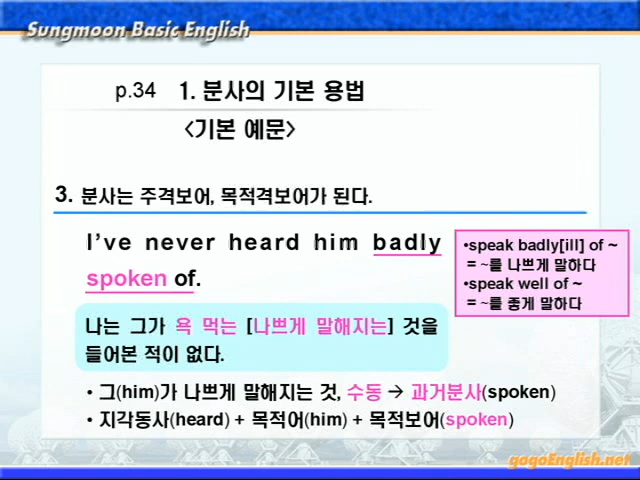 Sungmoon Basic English
p.34 1. 분사의 기본 용법
<기본 예문>
3. 분사는 주격보어, 목적격보어가 된다.
I've never heard him badly
spoken of.
•speak badly[ill] of ~
= ~를 나쁘게 말하다
•speak well of ~
= ~를 좋게 말하다
나는 그가 욕 먹는 [나쁘게 말해지는] 것을
들어본 적이 없다.
• 그(him)가 나쁘게 말해지는 것, 수동 → 과거분사(spoken)
• 지각동사(heard) + 목적어(him) + 목적보어(spoken)
gogoEnglish.net